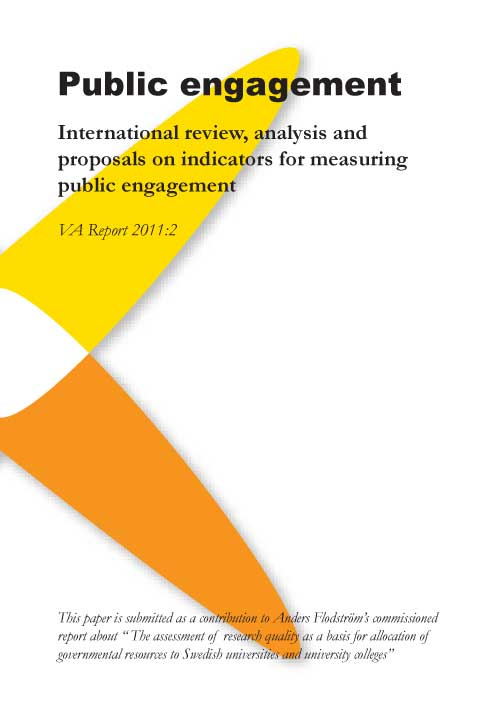 Public engagement
International review, analysis and
proposals on indicators for measuring
public engagement
VA Report 2011:2
This paper is submitted as a contribution to Anders Flodström's commissioned
report about “The assessment of research quality as a basis for allocation of
governmental resources to Swedish universities and university colleges”